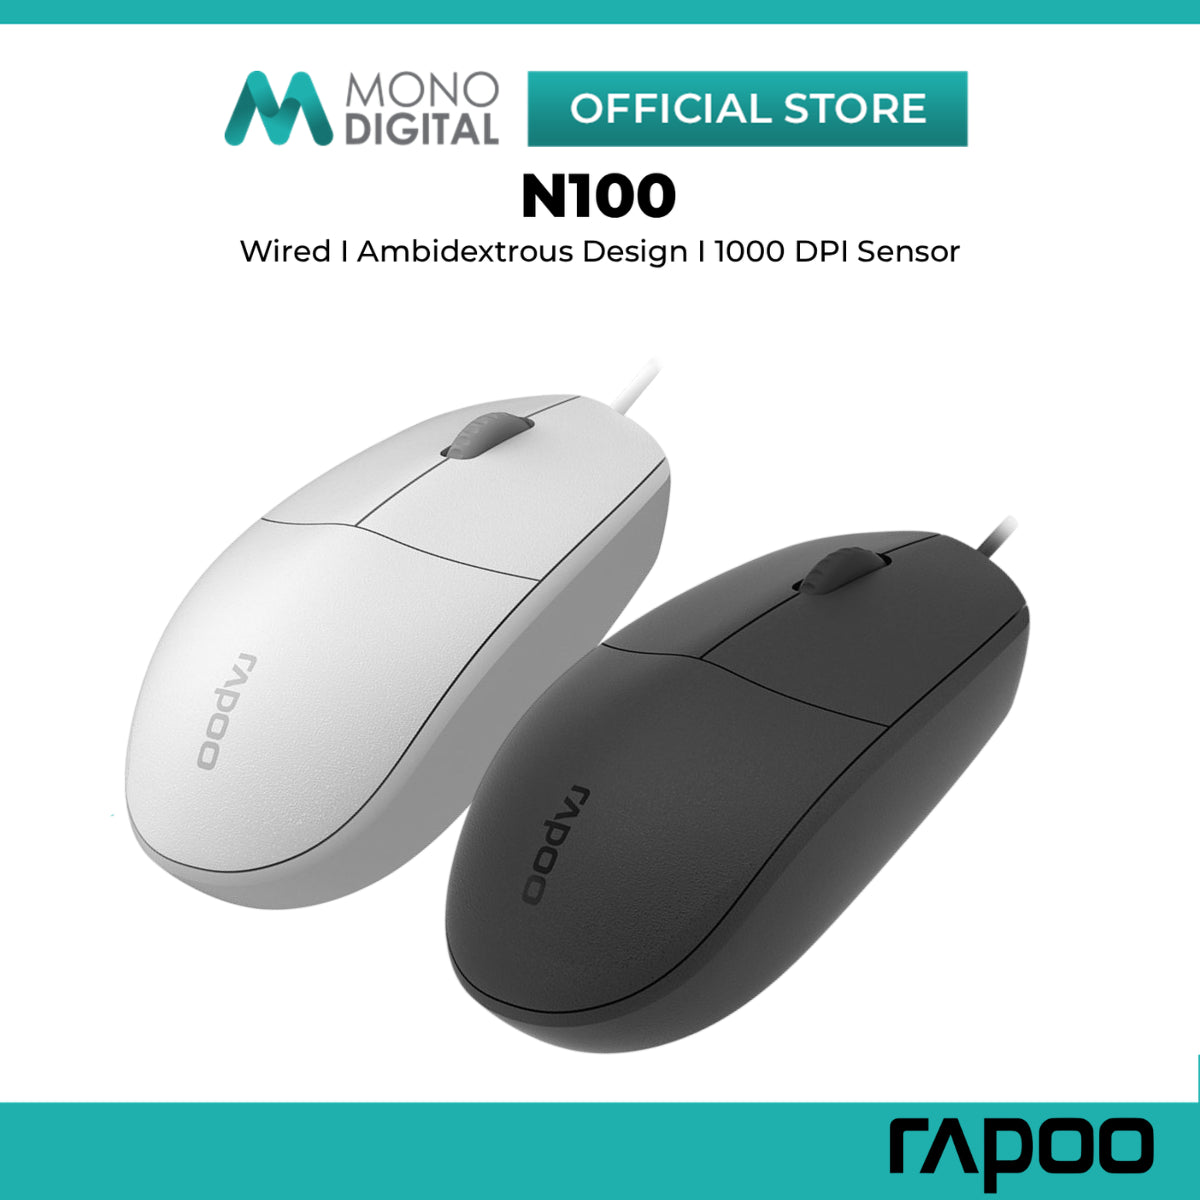 MONO
DIGITAL
OFFICIAL STORE
N100
Wired I Ambidextrous Design I 1000 DPI Sensor
rapoo
rapoo
rapoo